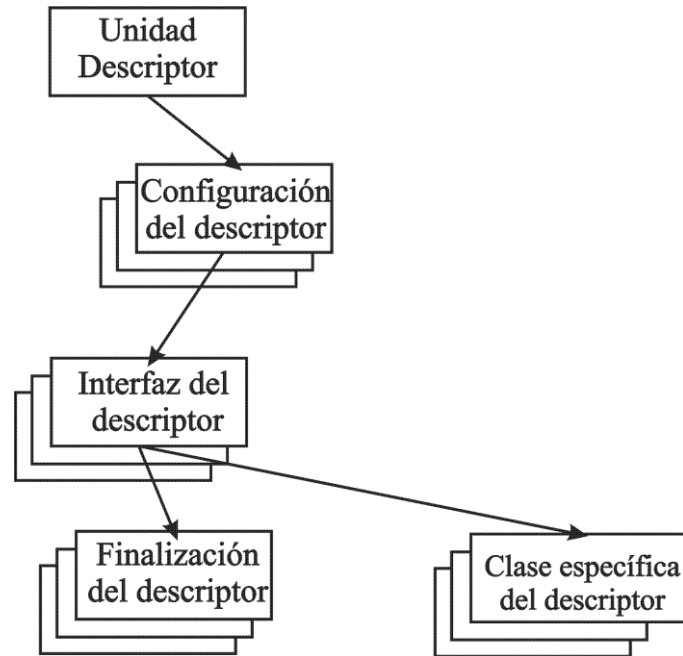 Unidad
Descriptor
Configuración
del descriptor
Interfaz del
descriptor
Finalización
del descriptor
Clase específica
del descriptor